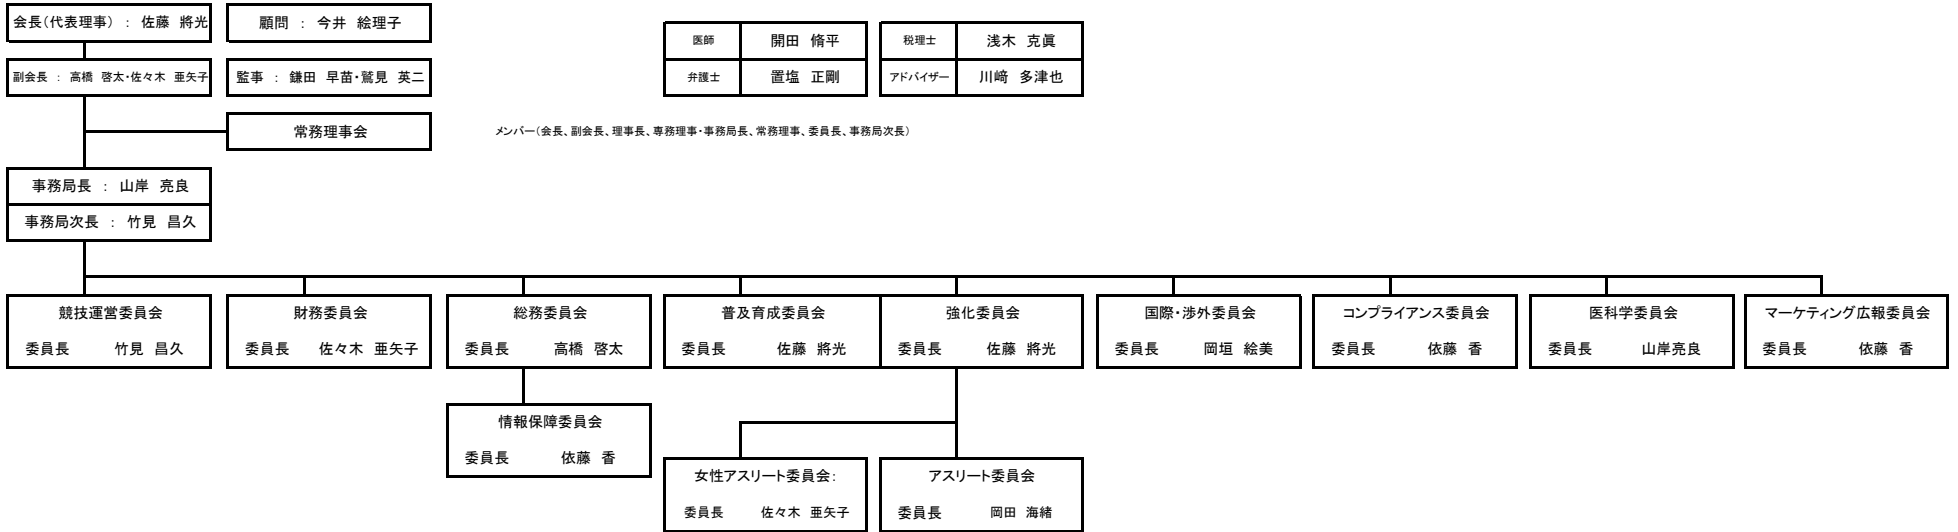 会長（代表理事） ： 佐藤 將光
顧問 ： 今井 絵理子
医師 開田 脩平
税理士 浅木 克眞
副会長 ： 高橋 啓太・佐々木 亜矢子
監事 ： 鎌田 早苗・鷲見 英二
弁護士 置塩 正剛
アドバイザー 川﨑 多津也
常務理事会
メンバー（会長、副会長、理事長、専務理事・事務局長、常務理事、委員長、事務局次長）
事務局長 ： 山岸 亮良
事務局次長 ： 竹見 昌久
競技運営委員会
委員長 竹見 昌久
財務委員会
委員長 佐々木 亜矢子
総務委員会
委員長 高橋 啓太
普及育成委員会
委員長 佐藤 將光
強化委員会
委員長 佐藤 將光
国際・渉外委員会
委員長 岡垣 絵美
コンプライアンス委員会
委員長 依藤 香
医科学委員会
委員長 山岸亮良
マーケティング広報委員会
委員長 依藤 香
情報保障委員会
委員長 依藤 香
女性アスリート委員会：
委員長 佐々木 亜矢子
アスリート委員会
委員長 岡田 海緒